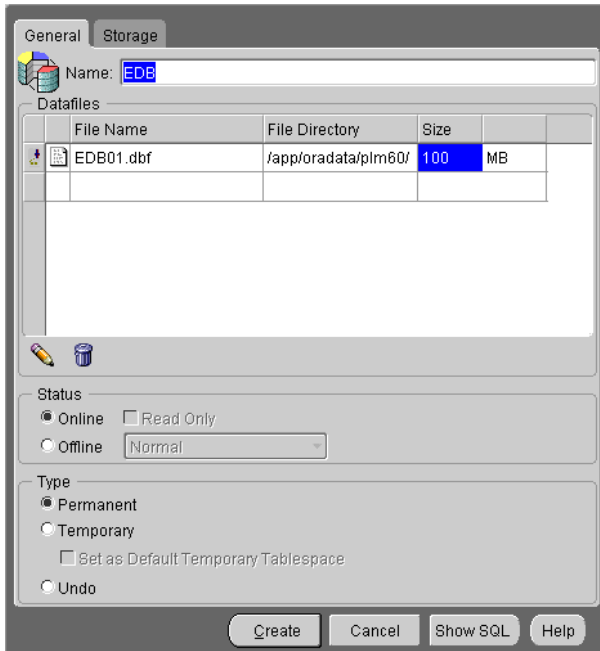 General Storage
Name: EDB
Datafiles
File Name File Directory Size
EDB01.dbf /app/oradata/plm60/ 100 MB
Status
Online Read Only
Offline Normal
Type
Permanent
Temporary
Set as Default Temporary Tablespace
Undo
Create Cancel Show SQL Help